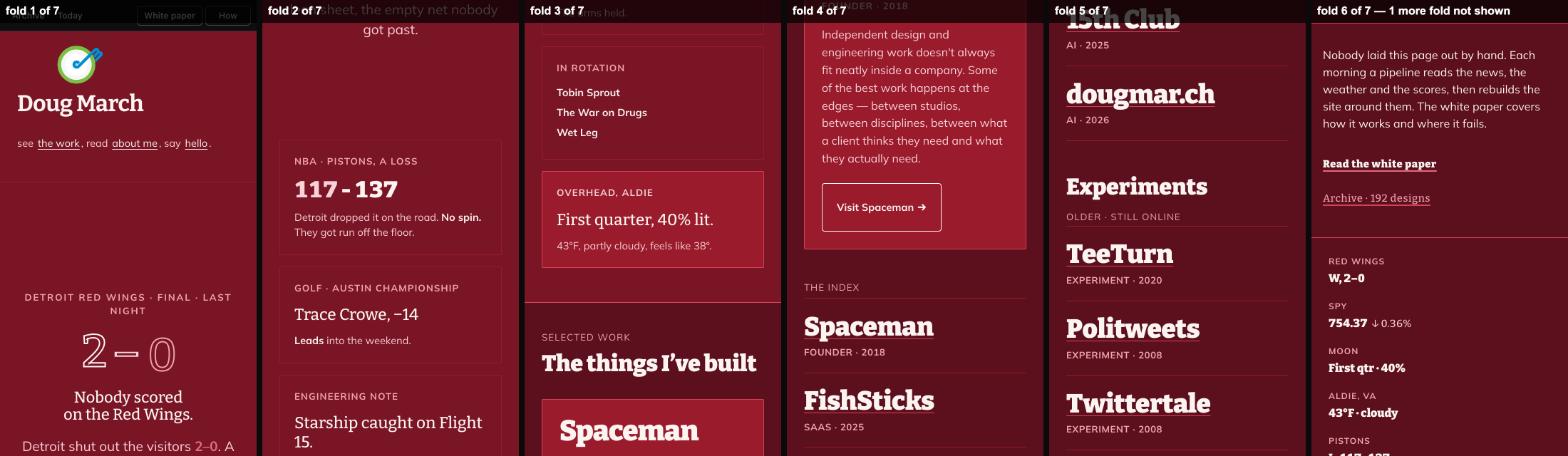 fold 1 of 7
Today
White paper
How
Doug March
see the work, read about me, say hello.
DETROIT RED WINGS · FINAL · LAST
NIGHT
2–0
Nobody scored
on the Red Wings.
Detroit shut out the visitors 2–0. A
fold 2 of 7
sheet, the empty net nobody
got past.
NBA · PISTONS, A LOSS
117 - 137
Detroit dropped it on the road. No spin.
They got run off the floor.
GOLF · AUSTIN CHAMPIONSHIP
Trace Crowe, −14
Leads into the weekend.
ENGINEERING NOTE
Starship caught on Flight
15.
fold 3 of 7
held.
IN ROTATION
Tobin Sprout
The War on Drugs
Wet Leg
OVERHEAD, ALDIE
First quarter, 40% lit.
43°F, partly cloudy, feels like 38°.
SELECTED WORK
The things I've built
Spaceman
fold 4 of 7
FOUNDER · 2018
Independent design and
engineering work doesn't always
fit neatly inside a company. Some
of the best work happens at the
edges — between studios,
between disciplines, between what
a client thinks they need and what
they actually need.
Visit Spaceman →
THE INDEX
Spaceman
FOUNDER · 2018
FishSticks
SAAS · 2025
fold 5 of 7
15th Club
AI · 2025
dougmar.ch
AI · 2026
Experiments
OLDER · STILL ONLINE
TeeTurn
EXPERIMENT · 2020
Politweets
EXPERIMENT · 2008
Twittertale
EXPERIMENT · 2008
fold 6 of 7 — 1 more fold not shown
Nobody laid this page out by hand. Each
morning a pipeline reads the news, the
weather and the scores, then rebuilds the
site around them. The white paper covers
how it works and where it fails.
Read the white paper
Archive · 192 designs
RED WINGS
W, 2–0
SPY
754.37 ↓ 0.36%
MOON
First qtr · 40%
ALDIE, VA
43°F · cloudy
PISTONS